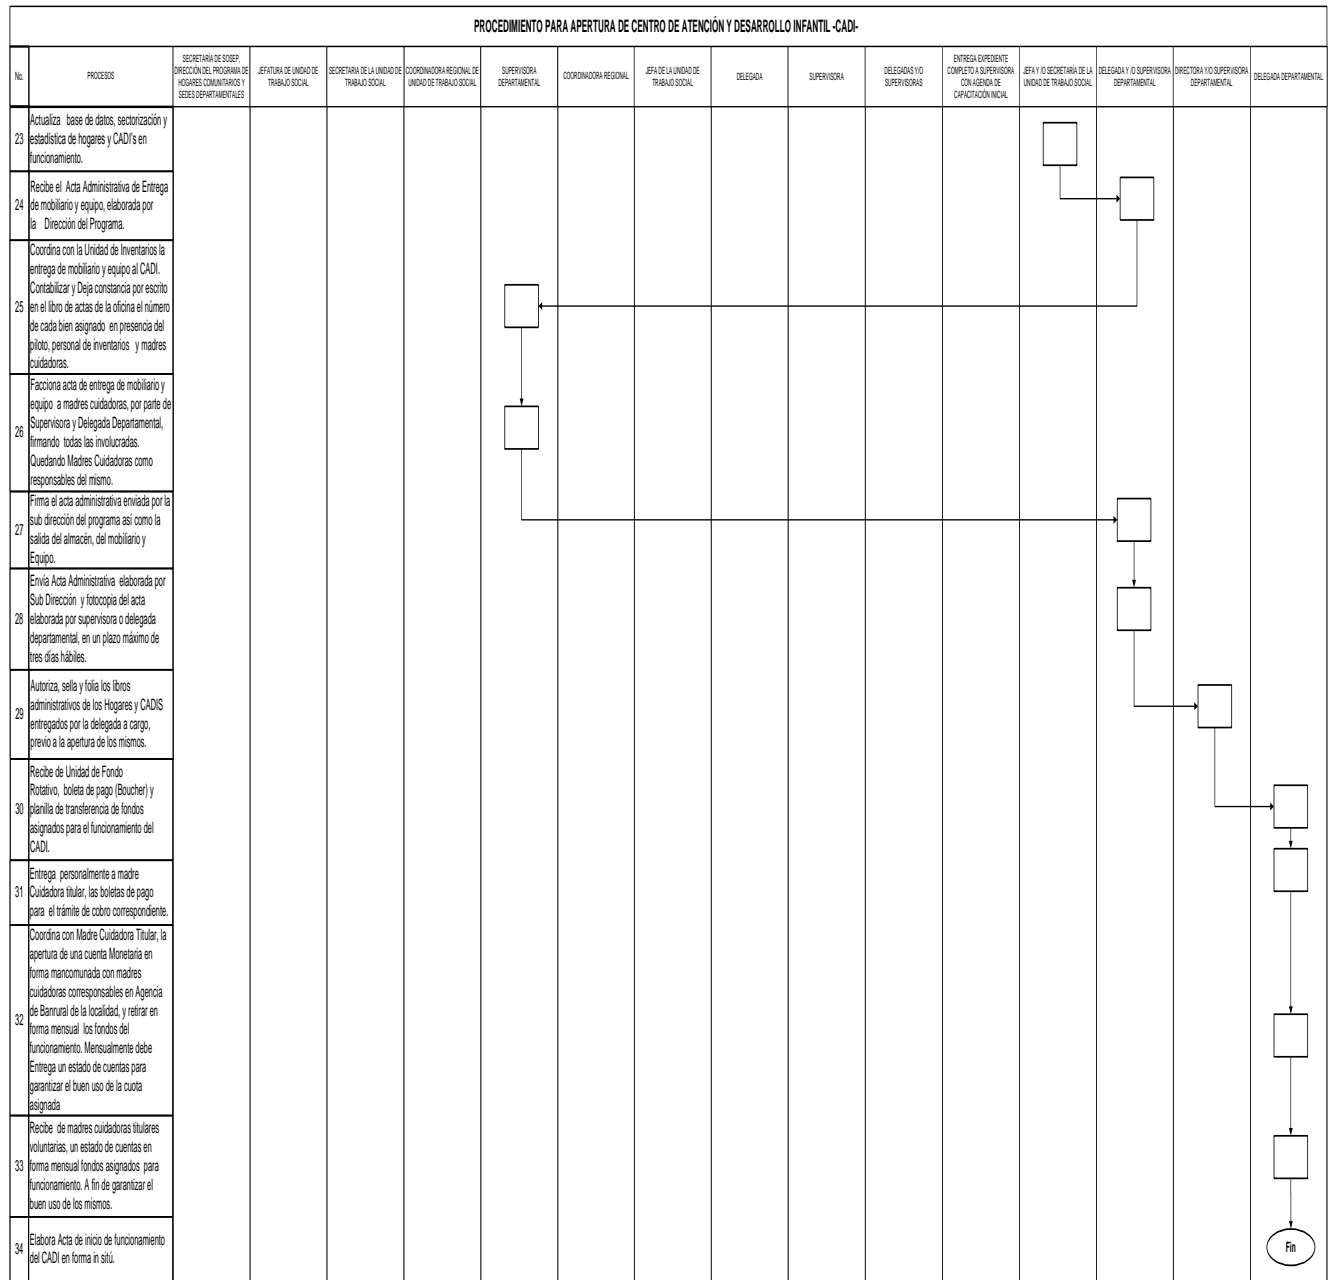 PROCEDIMIENTO PARA APERTURA DE CENTRO DE ATENCIÓN Y DESARROLLO INFANTIL -CADI-
No.
PROCESOS
SECRETARÍA DE SOSEP,
DIRECCIÓN DEL PROGRAMA DE
HOGARES COMUNITARIOS Y
SEDES DEPARTAMENTALES
JEFATURA DE UNIDAD DE
TRABAJO SOCIAL
SECRETARIA DE LA UNIDAD DE
TRABAJO SOCIAL
COORDINADORA REGIONAL DE
UNIDAD DE TRABAJO SOCIAL
SUPERVISORA
DEPARTAMENTAL
COORDINADORA REGIONAL
JEFA DE LA UNIDAD DE
TRABAJO SOCIAL
DELEGADA
SUPERVISORA
DELEGADAS Y/O
SUPERVISORAS
ENTREGA EXPEDIENTE
COMPLETO A SUPERVISORA
CON AGENDA DE
CAPACITACIÓN INICIAL
JEFA Y /O SECRETARÍA DE LA
UNIDAD DE TRABAJO SOCIAL
DELEGADA Y /O SUPERVISORA
DEPARTAMENTAL
DIRECTORA Y/O SUPERVISORA
DEPARTAMENTAL
DELEGADA DEPARTAMENTAL
23
Actualiza base de datos, sectorización y
estadística de hogares y CADI's en
funcionamiento.
24
Recibe el Acta Administrativa de Entrega
de mobiliario y equipo, elaborada por
la Dirección del Programa.
25
Coordina con la Unidad de Inventarios la
entrega de mobiliario y equipo al CADI.
Contabilizar y Deja constancia por escrito
en el libro de actas de la oficina el número
de cada bien asignado en presencia del
piloto, personal de inventarios y madres
cuidadoras.
26
Facciona acta de entrega de mobiliario y
equipo a madres cuidadoras, por parte de
Supervisora y Delegada Departamental,
firmando todas las involucradas.
Quedando Madres Cuidadoras como
responsables del mismo.
27
Firma el acta administrativa enviada por la
sub dirección del programa así como la
salida del almacén, del mobiliario y
Equipo.
28
Envía Acta Administrativa elaborada por
Sub Dirección y fotocopia del acta
elaborada por supervisora o delegada
departamental, en un plazo máximo de
tres días hábiles.
29
Autoriza, sella y folia los libros
administrativos de los Hogares y CADIS
entregados por la delegada a cargo,
previo a la apertura de los mismos.
30
Recibe de Unidad de Fondo
Rotativo, boleta de pago (Boucher) y
planilla de transferencia de fondos
asignados para el funcionamiento del
CADI.
31
Entrega personalmente a madre
Cuidadora titular, las boletas de pago
para el trámite de cobro correspondiente.
32
Coordina con Madre Cuidadora Titular, la
apertura de una cuenta Monetaria en
forma mancomunada con madres
cuidadoras corresponsables en Agencia
de Banrural de la localidad, y retirar en
forma mensual los fondos del
funcionamiento. Mensualmente debe
Entrega un estado de cuentas para
garantizar el buen uso de la cuota
asignada
33
Recibe de madres cuidadoras titulares
voluntarias, un estado de cuentas en
forma mensual fondos asignados para
funcionamiento. A fin de garantizar el
buen uso de los mismos.
34
Elabora Acta de inicio de funcionamiento
del CADI en forma in sitú.
Fin